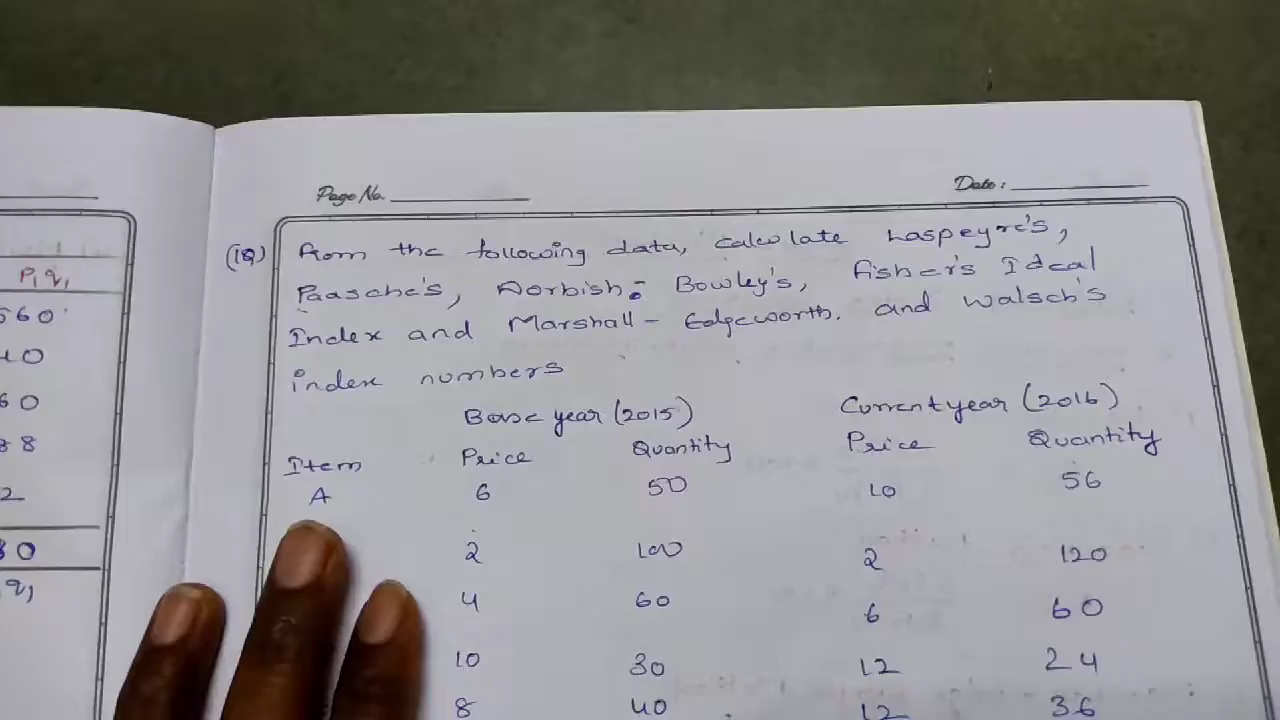 Page No.
Date:
P₁q₁
560
40
60
88
2
80
q₁
(1Q) From the following data, calculate Laspeyre's,
Paasche's, Dorbish: Bowley's, Fisher's Ideal
Index and Marshall - Edgeworth. and Walsch's
index numbers
Base year (2015) Current year (2016)
Item Price Quantity Price Quantity
A 6 50 10 56
2 100 2 120
4 60 6 60
10 30 12 24
8 40 12 36